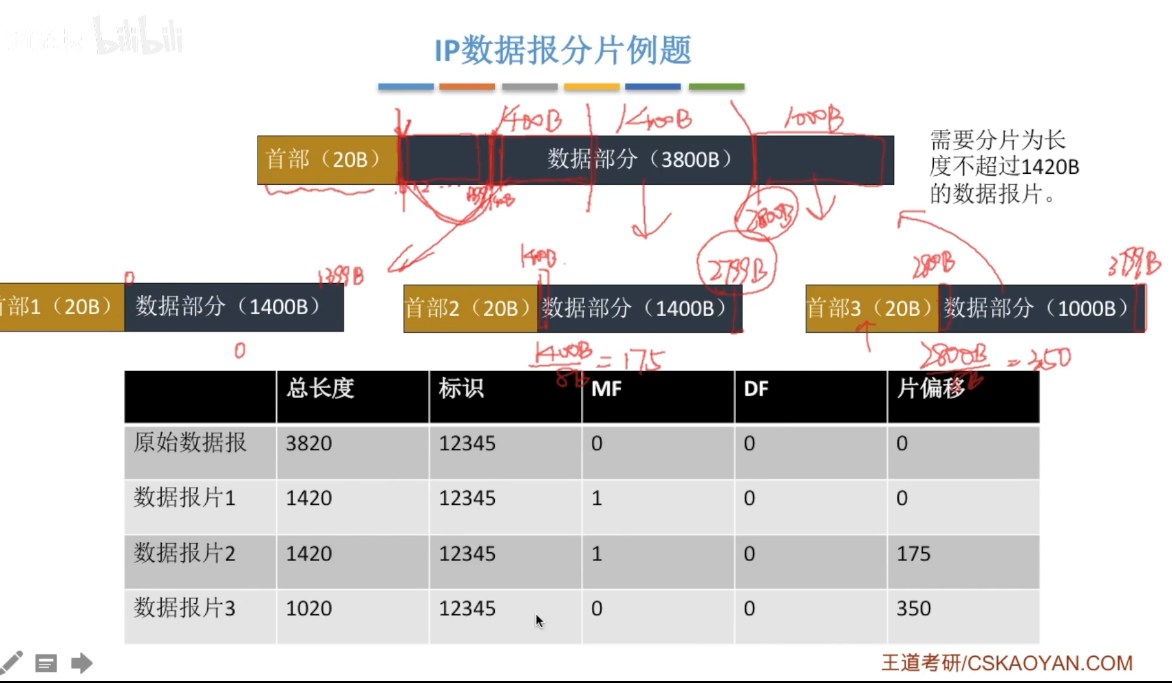 bilibili
IP数据报分片例题
1400B 1400B 1000B
首部（20B） 数据部分（3800B）
需要分片为长
度不超过1420B
的数据报片。
2800B
0 1399B 1400B 2799B 2800B 3799B
首部1（20B） 数据部分（1400B） 首部2（20B） 数据部分（1400B） 首部3（20B） 数据部分（1000B）
0 1400B/8B = 175 2800B/8B = 350
总长度 标识 MF DF 片偏移
原始数据报 3820 12345 0 0 0
数据报片1 1420 12345 1 0 0
数据报片2 1420 12345 1 0 175
数据报片3 1020 12345 0 0 350
王道考研/CSKAOYAN.COM